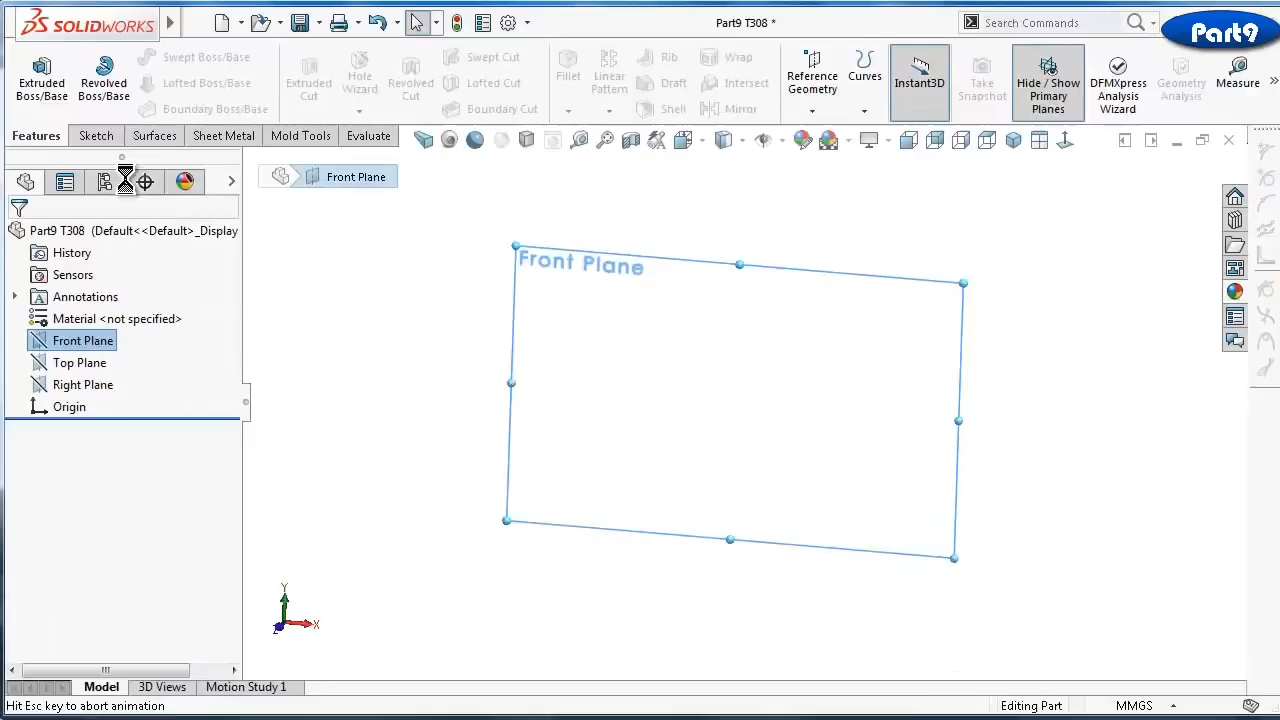 SOLIDWORKS
Part9 T308 *
Search Commands
Part9
Extruded
Boss/Base
Revolved
Boss/Base
Swept Boss/Base
Lofted Boss/Base
Boundary Boss/Base
Extruded
Cut
Hole
Wizard
Revolved
Cut
Swept Cut
Lofted Cut
Boundary Cut
Fillet
Linear
Pattern
Rib
Draft
Shell
Wrap
Intersect
Mirror
Reference
Geometry
Curves
Instant3D
Take
Snapshot
Hide / Show
Primary
Planes
DFMXpress
Analysis
Wizard
Geometry
Analysis
Measure
Features
Sketch
Surfaces
Sheet Metal
Mold Tools
Evaluate
Front Plane
Part9 T308 (Default<<Default>_Display
History
Sensors
Annotations
Material <not specified>
Front Plane
Top Plane
Right Plane
Origin
Front Plane
Y
X
Z
Model
3D Views
Motion Study 1
Hit Esc key to abort animation
Editing Part
MMGS